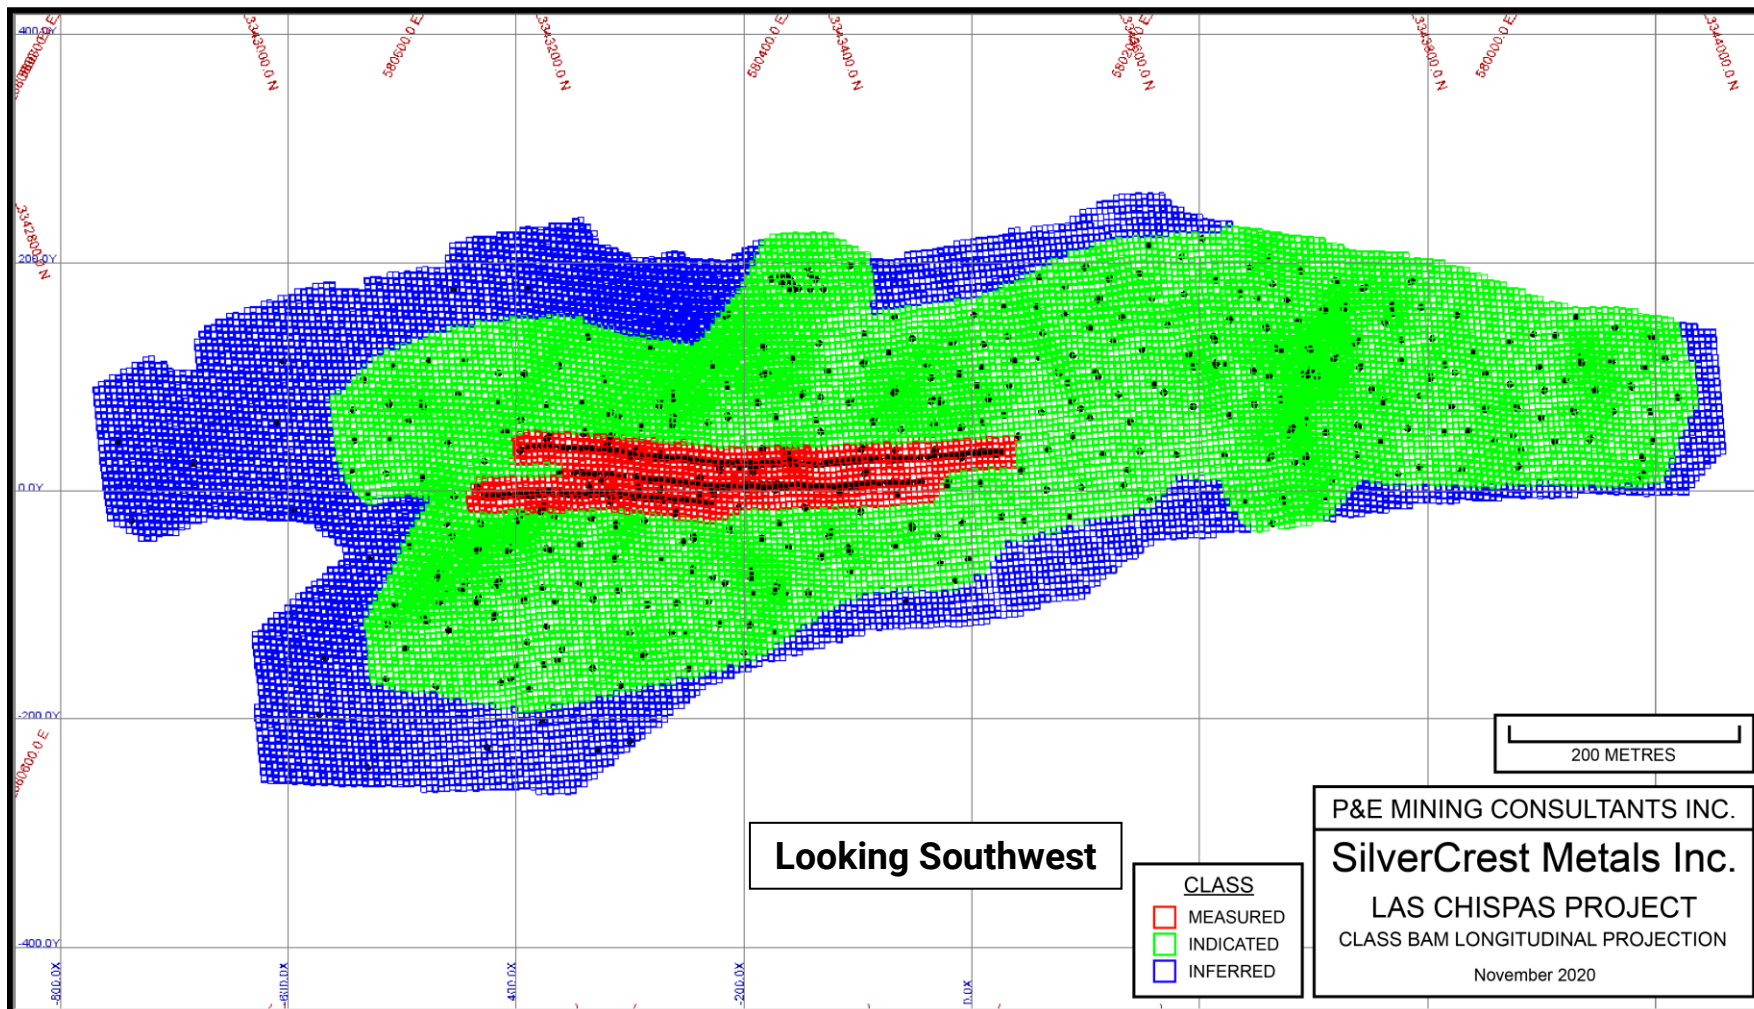 400.0Y
3343000.0 N
580600.0 E
3343200.0 N
580400.0 E
3343400.0 N
3343800.0 N
580000.0 E
3344000.0 N
3342800.0 N
200.0Y
0.0Y
-200.0Y
-400.0Y
-800.0X
-600.0X
-400.0X
-200.0X
0.0X
200 METRES
Looking Southwest
CLASS
MEASURED
INDICATED
INFERRED
P&E MINING CONSULTANTS INC.
SilverCrest Metals Inc.
LAS CHISPAS PROJECT
CLASS BAM LONGITUDINAL PROJECTION
November 2020